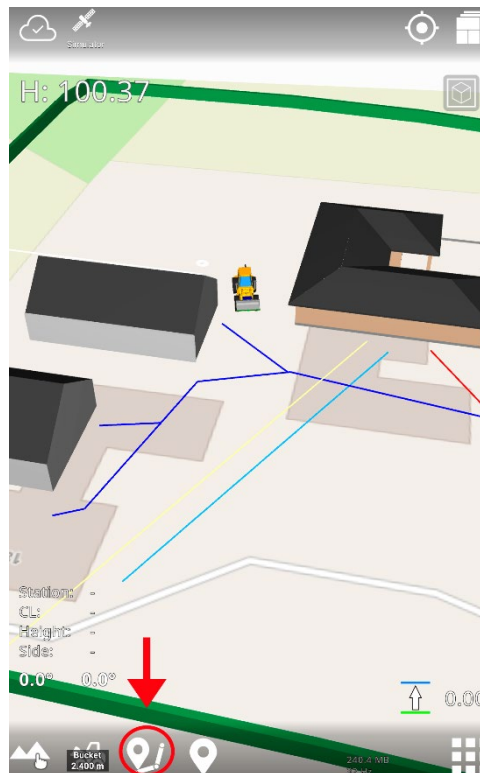 Simulator
H: 100.37
Station: -
CL: -
Height: -
Side: -
0.0° 0.0°
0.00
Bucket
2.400 m
240.4 MB